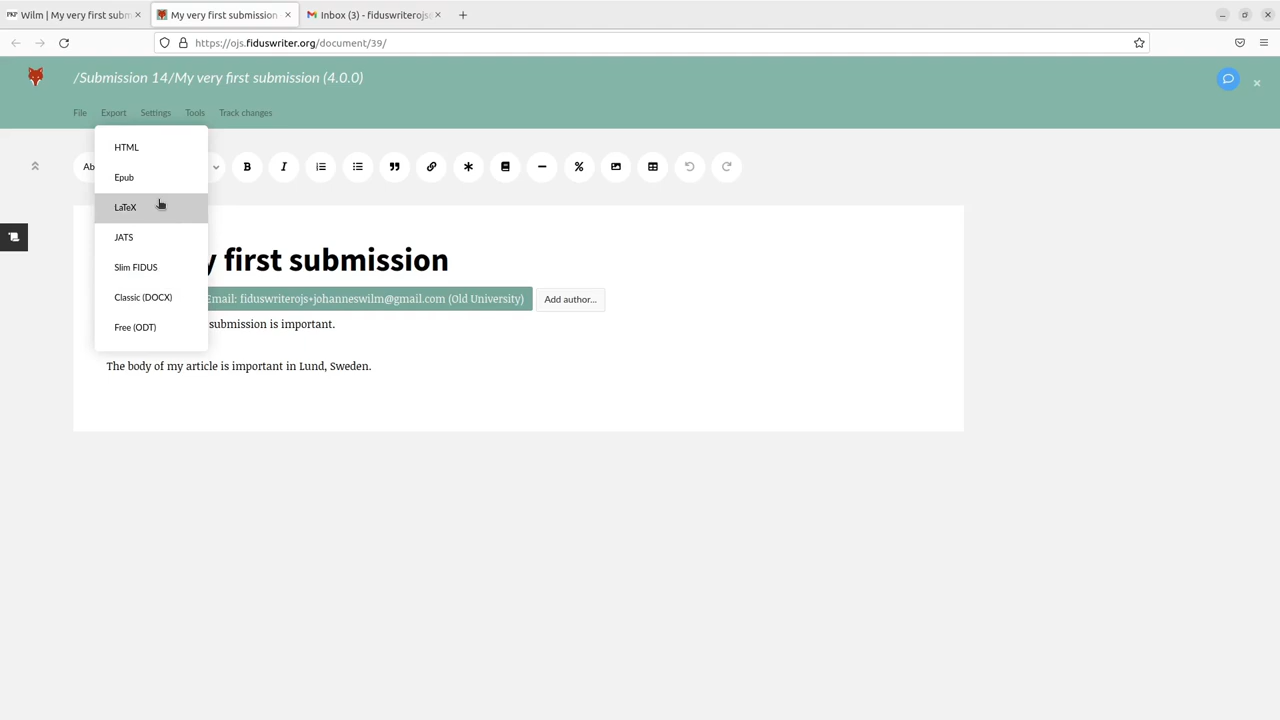 Wilm | My very first subm
My very first submission
Inbox (3) - fiduswriterojs
https://ojs.fiduswriter.org/document/39/
/Submission 14/My very first submission (4.0.0)
File Export Settings Tools Track changes
HTML
Epub
LaTeX
JATS
Slim FIDUS
Classic (DOCX)
Free (ODT)
Ab B I
y first submission
Email: fiduswriterojs+johanneswilm@gmail.com (Old University) Add author...
submission is important.
The body of my article is important in Lund, Sweden.